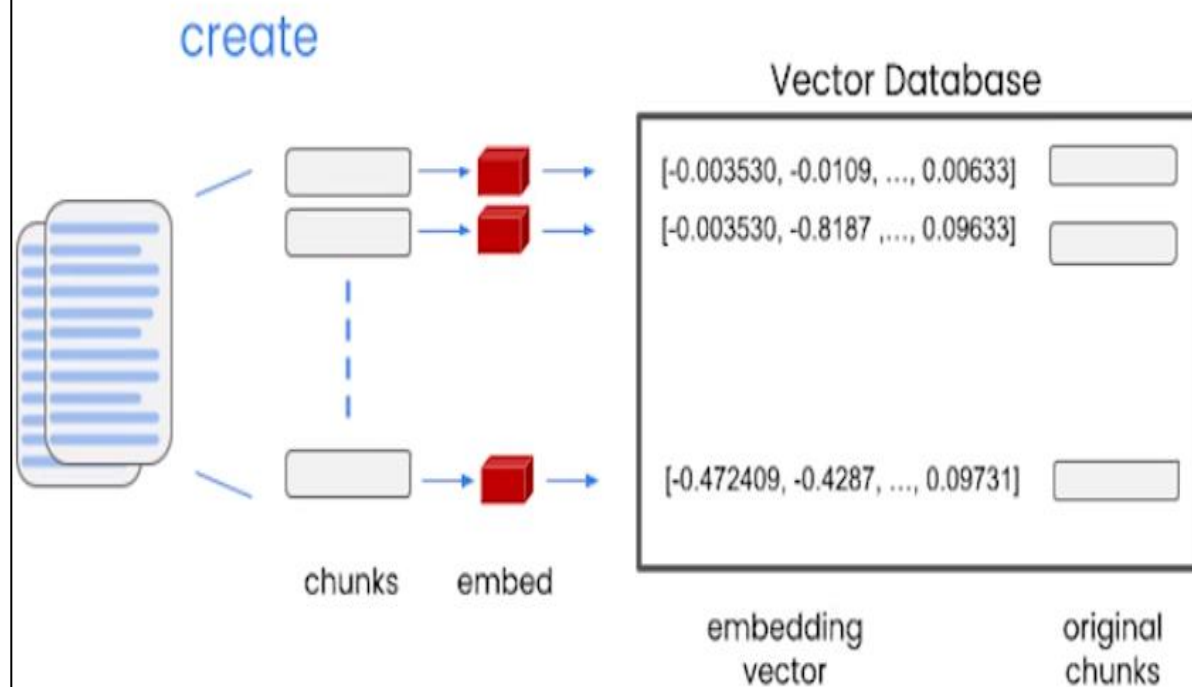 create
Vector Database
[-0.003530, -0.0109, ..., 0.00633]
[-0.003530, -0.8187 ,..., 0.09633]
[-0.472409, -0.4287, ..., 0.09731]
chunks
embed
embedding
vector
original
chunks